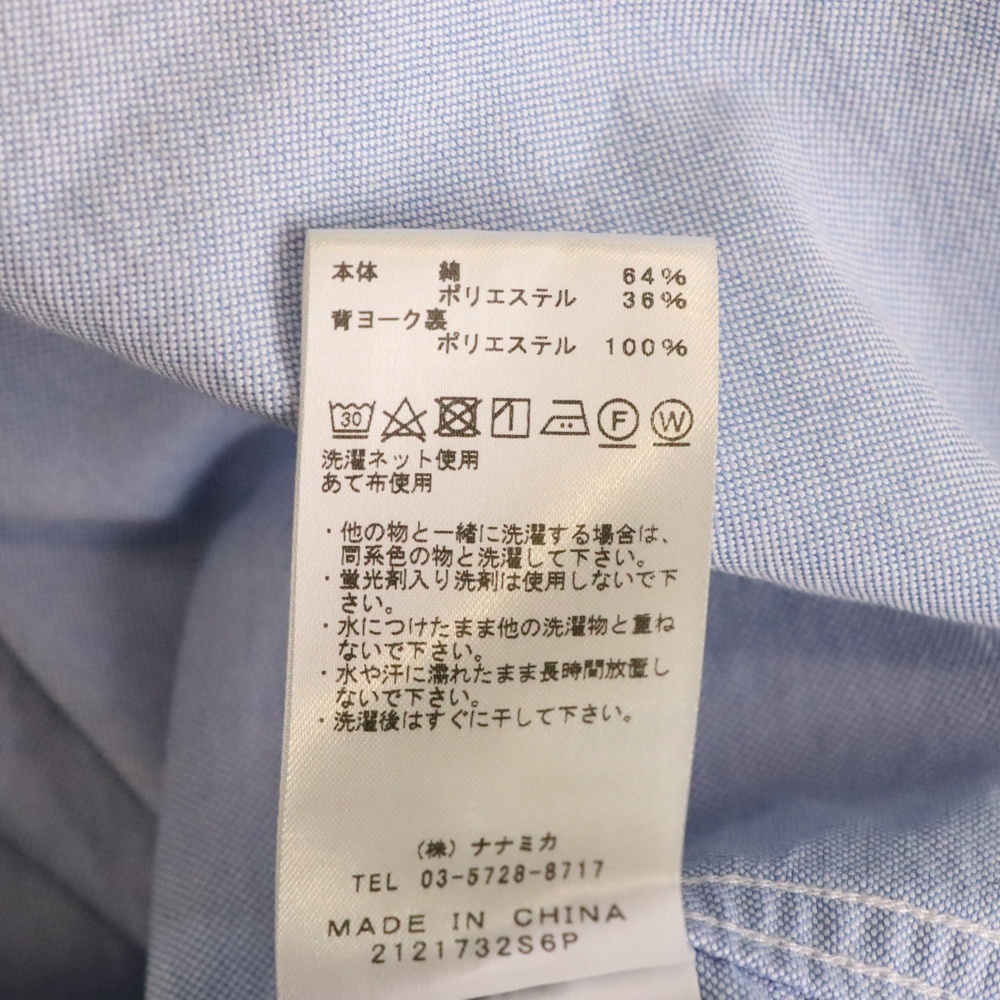 本体 綿 64%
ポリエステル 36%
背ヨーク裏
ポリエステル 100%
30 F W
洗濯ネット使用
あて布使用
・他の物と一緒に洗濯する場合は、
同系色の物と洗濯して下さい。
・蛍光剤入り洗剤は使用しないで下
さい。
・水につけたまま他の洗濯物と重ね
ないで下さい。
・水や汗に濡れたまま長時間放置し
ないで下さい。
・洗濯後はすぐに干して下さい。
(株)ナナミカ
TEL 03-5728-8717
MADE IN CHINA
2121732S6P